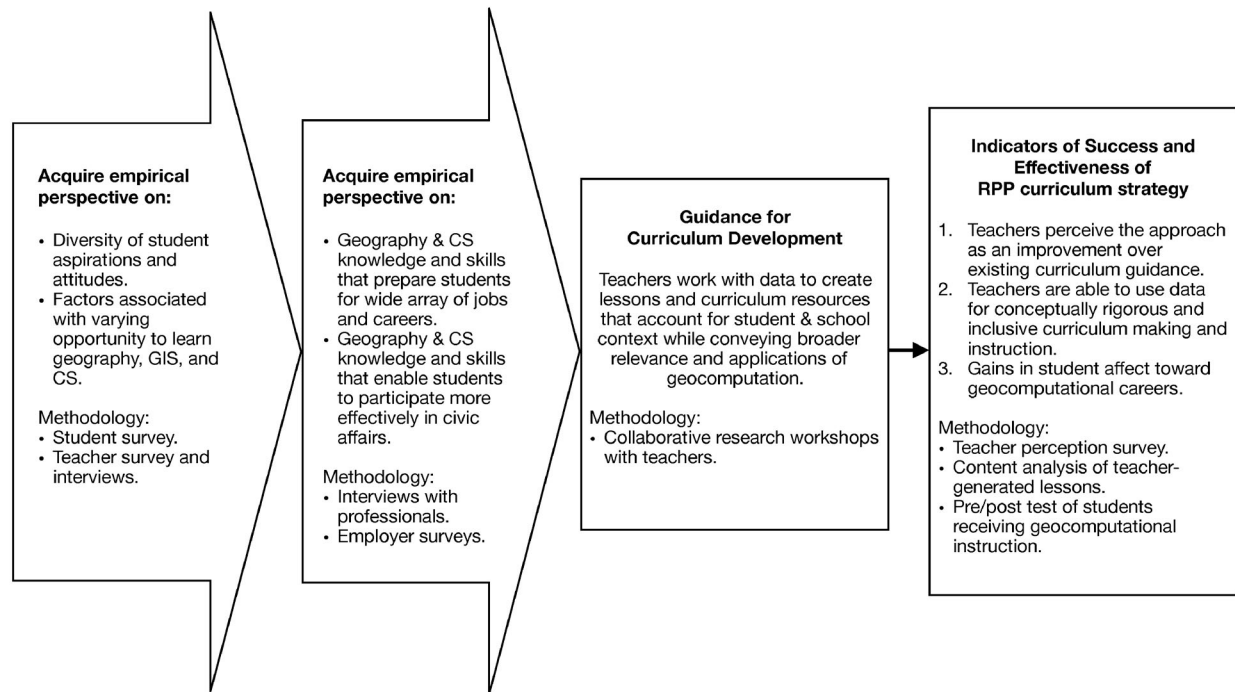 Acquire empirical
perspective on:
• Diversity of student
aspirations and
attitudes.
• Factors associated
with varying
opportunity to learn
geography, GIS, and
CS.
Methodology:
• Student survey.
• Teacher survey and
interviews.
Acquire empirical
perspective on:
• Geography & CS
knowledge and skills
that prepare students
for wide array of jobs
and careers.
• Geography & CS
knowledge and skills
that enable students
to participate more
effectively in civic
affairs.
Methodology:
• Interviews with
professionals.
• Employer surveys.
Guidance for
Curriculum Development
Teachers work with data to create
lessons and curriculum resources
that account for student & school
context while conveying broader
relevance and applications of
geocomputation.
Methodology:
• Collaborative research workshops
with teachers.
Indicators of Success and
Effectiveness of
RPP curriculum strategy
1. Teachers perceive the approach
as an improvement over
existing curriculum guidance.
2. Teachers are able to use data
for conceptually rigorous and
inclusive curriculum making and
instruction.
3. Gains in student affect toward
geocomputational careers.
Methodology:
• Teacher perception survey.
• Content analysis of teacher-
generated lessons.
• Pre/post test of students
receiving geocomputational
instruction.